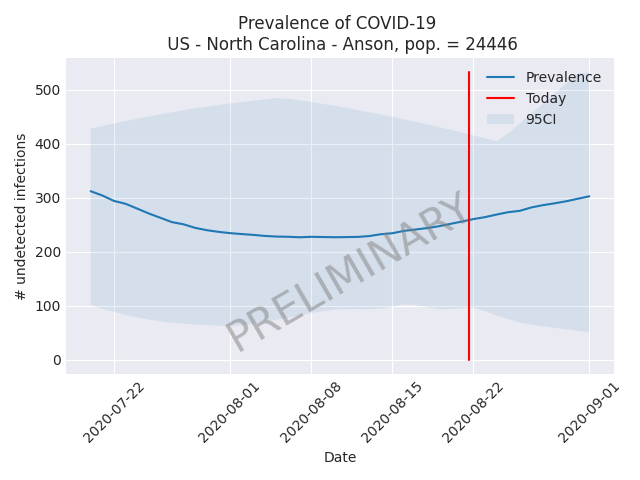 Prevalence of COVID-19
US - North Carolina - Anson, pop. = 24446
Prevalence
Today
95CI
# undetected infections
500
400
300
200
100
0
PRELIMINARY
2020-07-22
2020-08-01
2020-08-08
2020-08-15
2020-08-22
2020-09-01
Date